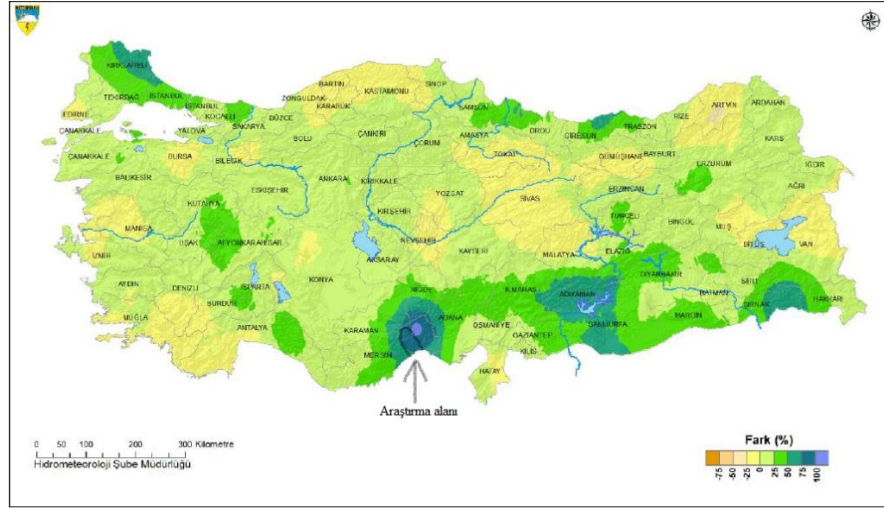 KIRKLARELİ
EDİRNE
TEKİRDAĞ
İSTANBUL
İSTANBUL
KOCAELİ
YALOVA
SAKARYA
DÜZCE
ZONGULDAK
BARTIN
KARABÜK
KASTAMONU
SİNOP
SAMSUN
ORDU
GİRESUN
TRABZON
RİZE
ARTVİN
ARDAHAN
KARS
IĞDIR
AĞRI
ÇANAKKALE
ÇANAKKALE
BURSA
BİLECİK
BOLU
ÇANKIRI
ÇORUM
AMASYA
TOKAT
GÜMÜŞHANE
BAYBURT
ERZURUM
ERZİNCAN
BALIKESİR
KÜTAHYA
ESKİŞEHİR
ANKARA
KIRIKKALE
YOZGAT
SİVAS
TUNCELİ
BİNGÖL
MUŞ
BİTLİS
VAN
MANİSA
İZMİR
UŞAK
AFYONKARAHİSAR
KIRŞEHİR
NEVŞEHİR
AKSARAY
KAYSERİ
MALATYA
ELAZIĞ
DİYARBAKIR
BATMAN
SİİRT
ŞIRNAK
HAKKARİ
AYDIN
DENİZLİ
MUĞLA
BURDUR
ISPARTA
ANTALYA
KONYA
KARAMAN
NİĞDE
MERSİN
ADANA
OSMANİYE
K.MARAŞ
ADIYAMAN
GAZİANTEP
KİLİS
HATAY
ŞANLIURFA
MARDİN
Araştırma alanı
0 50 100 200 300 Kilometre
Hidrometeoroloji Şube Müdürlüğü
Fark (%)
-75 -50 -25 0 25 50 75 100